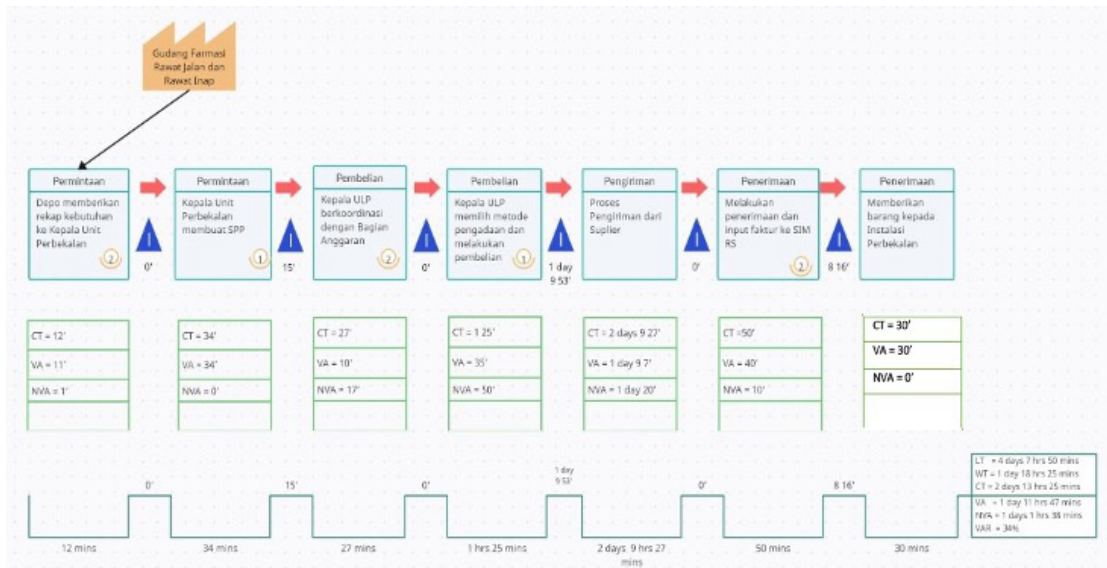 Gudang Farmasi
Rawat Jalan dan
Rawat Inap
Permintaan
Depo memberikan
rekap kebutuhan
ke Kepala Unit
Perbekalan
2
0'
Permintaan
Kepala Unit
Perbekalan
membuat SPP
1
15'
Pembelian
Kepala ULP
berkoordinasi
dengan Bagian
Anggaran
2
0'
Pembelian
Kepala ULP
memilih metode
pengadaan dan
melakukan
pembelian
1
1 day
9 53'
Pengiriman
Proses
Pengiriman dari
Suplier
0'
Penerimaan
Melakukan
penerimaan dan
input faktur ke SIM
RS
2
8 16'
Penerimaan
Memberikan
barang kepada
Instalasi
Perbekalan
CT = 12'
VA = 11'
NVA = 1'
CT = 34'
VA = 34'
NVA = 0'
CT = 27'
VA = 10'
NVA = 17'
CT = 1 25'
VA = 35'
NVA = 50'
CT = 2 days 9 27'
VA = 1 day 9 7'
NVA = 1 day 20'
CT =50'
VA = 40'
NVA = 10'
CT = 30'
VA = 30'
NVA = 0'
0'
15'
0'
1 day
9 53'
0'
8 16'
12 mins
34 mins
27 mins
1 hrs 25 mins
2 days 9 hrs 27
mins
50 mins
30 mins
LT = 4 days 7 hrs 50 mins
WT = 1 day 18 hrs 25 mins
CT = 2 days 13 hrs 25 mins
VA = 1 day 11 hrs 47 mins
NVA = 1 days 1 hrs 38 mins
VAR = 34%